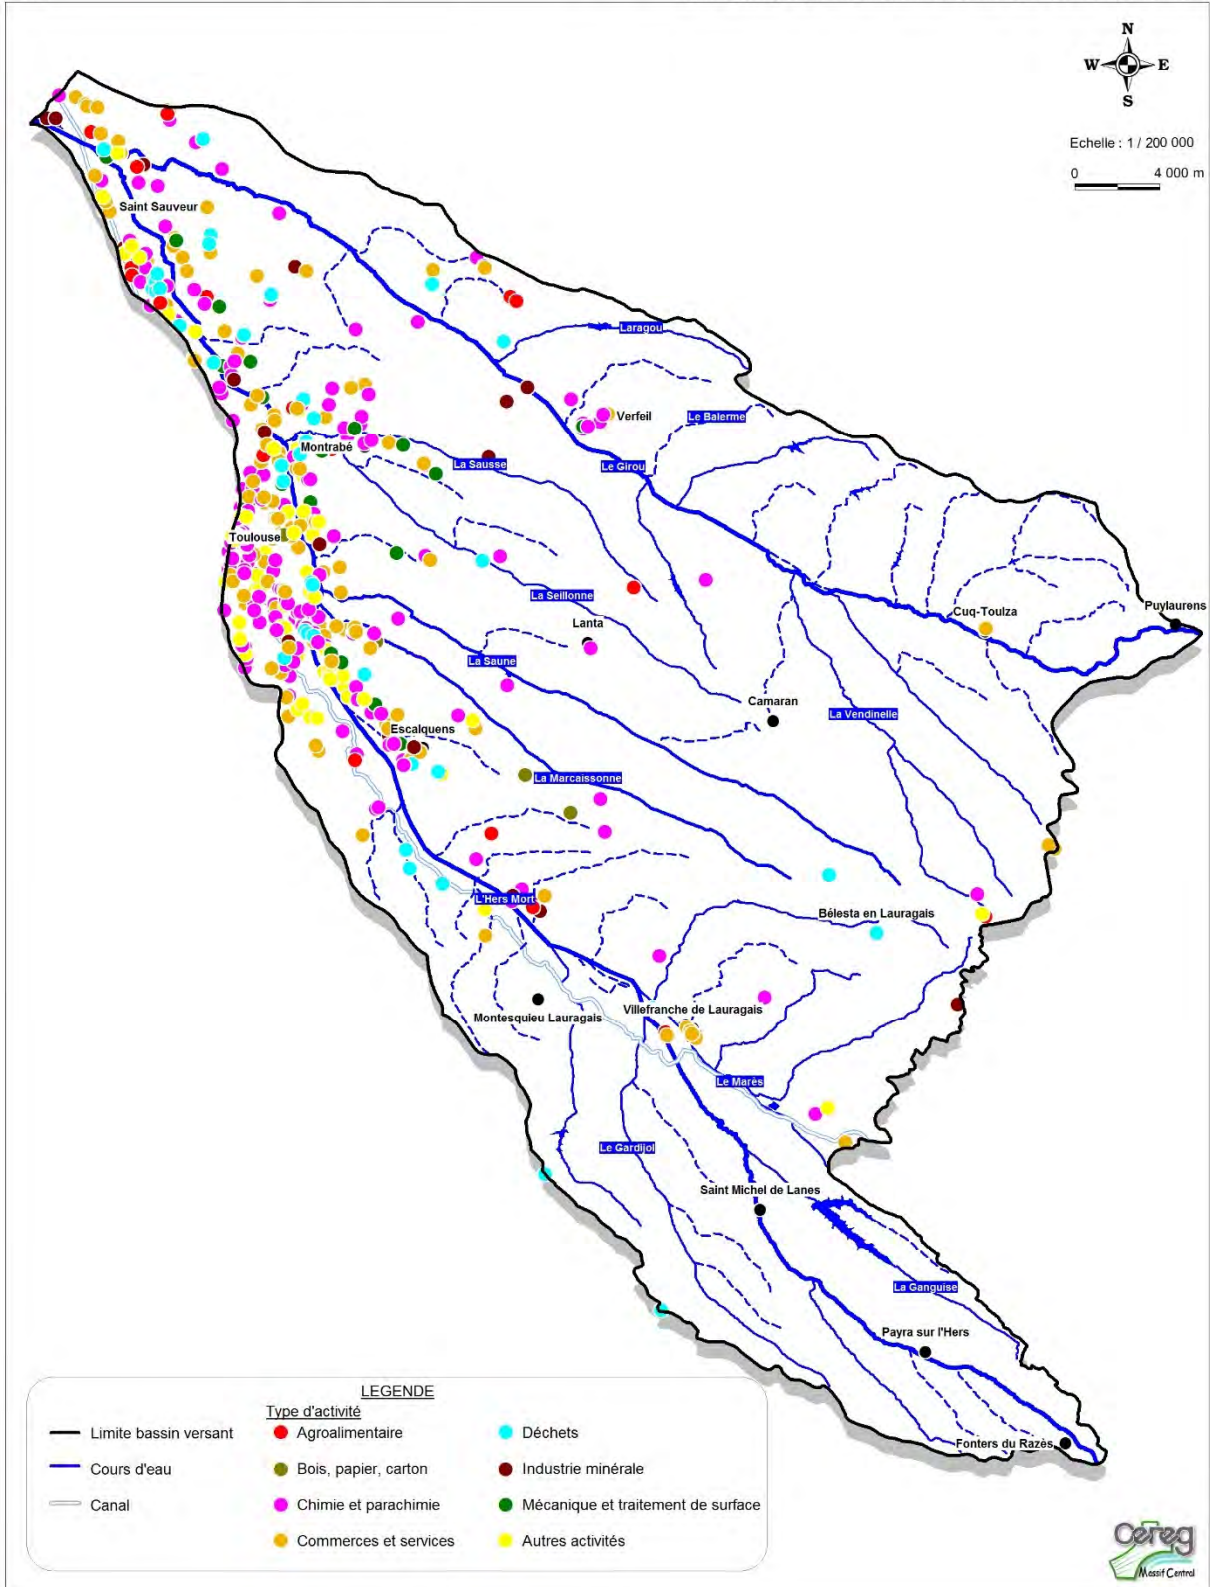 N
W E
S
Echelle : 1 / 200 000
0 4 000 m
Saint Sauveur
Laragou
Verfeil
Le Balerme
Montrabé
La Sausse
Le Girou
Toulouse
La Seillonne
Cuq-Toulza
Puylaurens
Lanta
La Saune
Camaran
La Vendinelle
Escalquens
La Marcaissonne
L'Hers Mort
Bélesta en Lauragais
Montesquieu Lauragais
Villefranche de Lauragais
Le Marès
Le Gardijol
Saint Michel de Lanes
La Ganguise
Payra sur l'Hers
Fonters du Razès
LEGENDE
Type d'activité
Limite bassin versant
Agroalimentaire
Déchets
Cours d'eau
Bois, papier, carton
Industrie minérale
Canal
Chimie et parachimie
Mécanique et traitement de surface
Commerces et services
Autres activités
Cereg
Massif Central